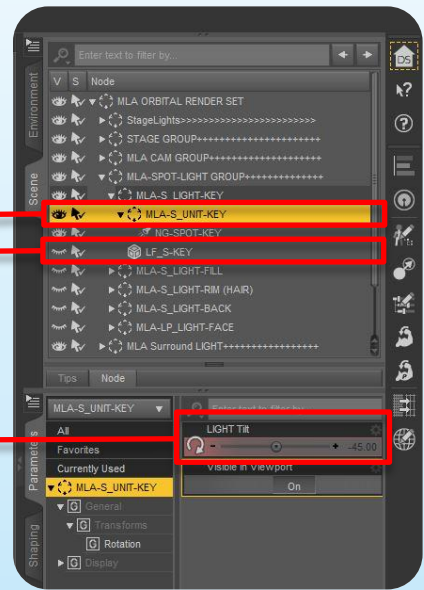 Enter text to filter by...
V S Node
MLA ORBITAL RENDER SET
StageLights>>>>>>>>>>>>>>>>>>>>>>>>
STAGE GROUP++++++++++++++++++++++
MLA CAM GROUP++++++++++++++++++++
MLA-SPOT-LIGHT GROUP++++++++++++++
MLA-S_LIGHT-KEY
MLA-S_UNIT-KEY
NG-SPOT-KEY
LF_S-KEY
MLA-S_LIGHT-FILL
MLA-S_LIGHT-RIM (HAIR)
MLA-S_LIGHT-BACK
MLA-LP_LIGHT-FACE
MLA Surround LIGHT++++++++++++++++++
Environment
Scene
Tips Node
MLA-S_UNIT-KEY
Enter text to filter by...
All
Favorites
Currently Used
MLA-S_UNIT-KEY
G General
G Transforms
G Rotation
G Display
LIGHT Tilt
-45.00
Visible in Viewport
On
Parameters
Shaping
DS